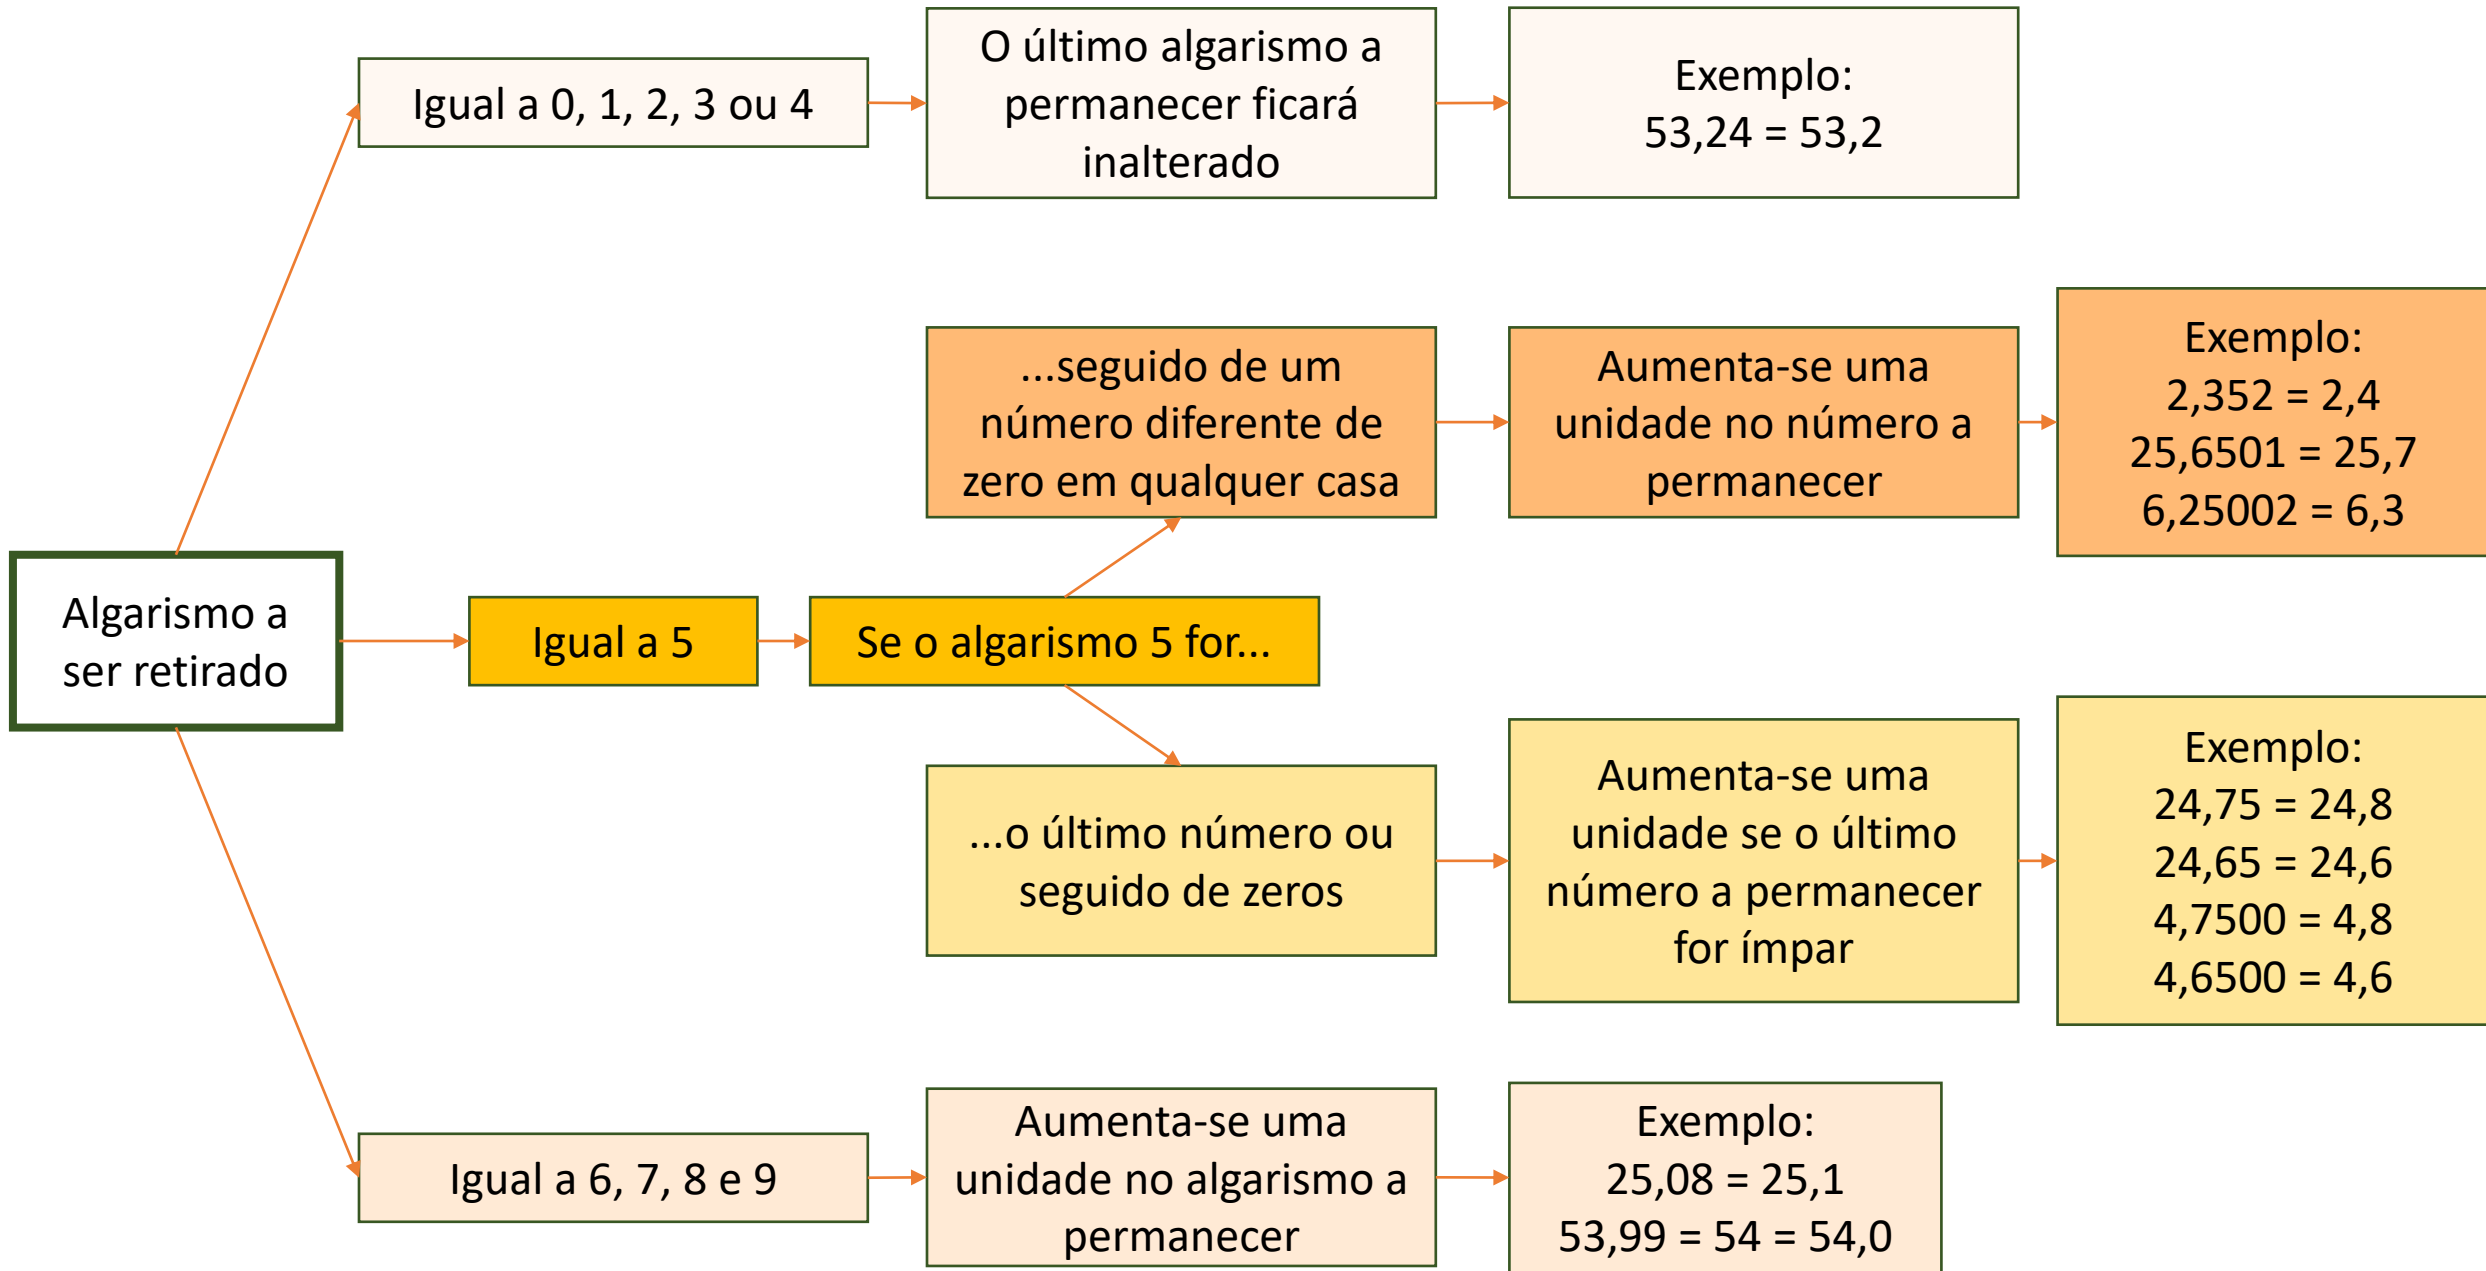 Igual a 0, 1, 2, 3 ou 4
O último algarismo a
permanecer ficará
inalterado
Exemplo:
53,24 = 53,2
...seguido de um
número diferente de
zero em qualquer casa
Aumenta-se uma
unidade no número a
permanecer
Exemplo:
2,352 = 2,4
25,6501 = 25,7
6,25002 = 6,3
Algarismo a
ser retirado
Igual a 5
Se o algarismo 5 for...
...o último número ou
seguido de zeros
Aumenta-se uma
unidade se o último
número a permanecer
for ímpar
Exemplo:
24,75 = 24,8
24,65 = 24,6
4,7500 = 4,8
4,6500 = 4,6
Igual a 6, 7, 8 e 9
Aumenta-se uma
unidade no algarismo a
permanecer
Exemplo:
25,08 = 25,1
53,99 = 54 = 54,0